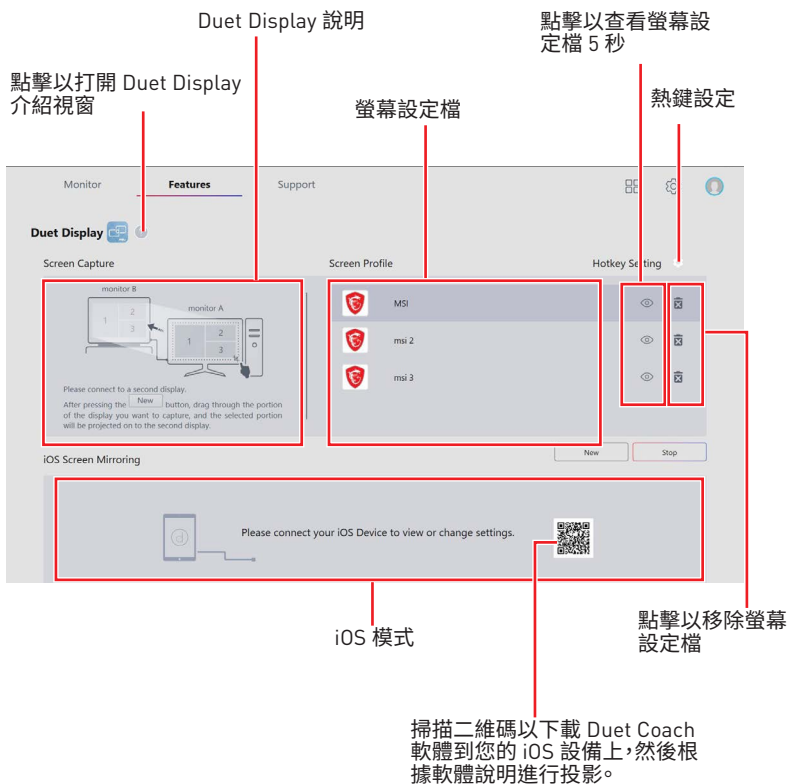 Duet Display 說明
點擊以查看螢幕設
定檔 5 秒
點擊以打開 Duet Display
介紹視窗
螢幕設定檔
熱鍵設定
Monitor
Features
Support
Duet Display
Screen Capture
Screen Profile
Hotkey Setting
monitor B
monitor A
1
2
3
1
2
3
Please connect to a second display.
After pressing the New button, drag through the portion
of the display you want to capture, and the selected portion
will be projected on to the second display.
MSI
msi 2
msi 3
New
Stop
iOS Screen Mirroring
d
Please connect your iOS Device to view or change settings.
iOS 模式
點擊以移除螢幕
設定檔
掃描二維碼以下載 Duet Coach
軟體到您的 iOS 設備上，然後根
據軟體說明進行投影。